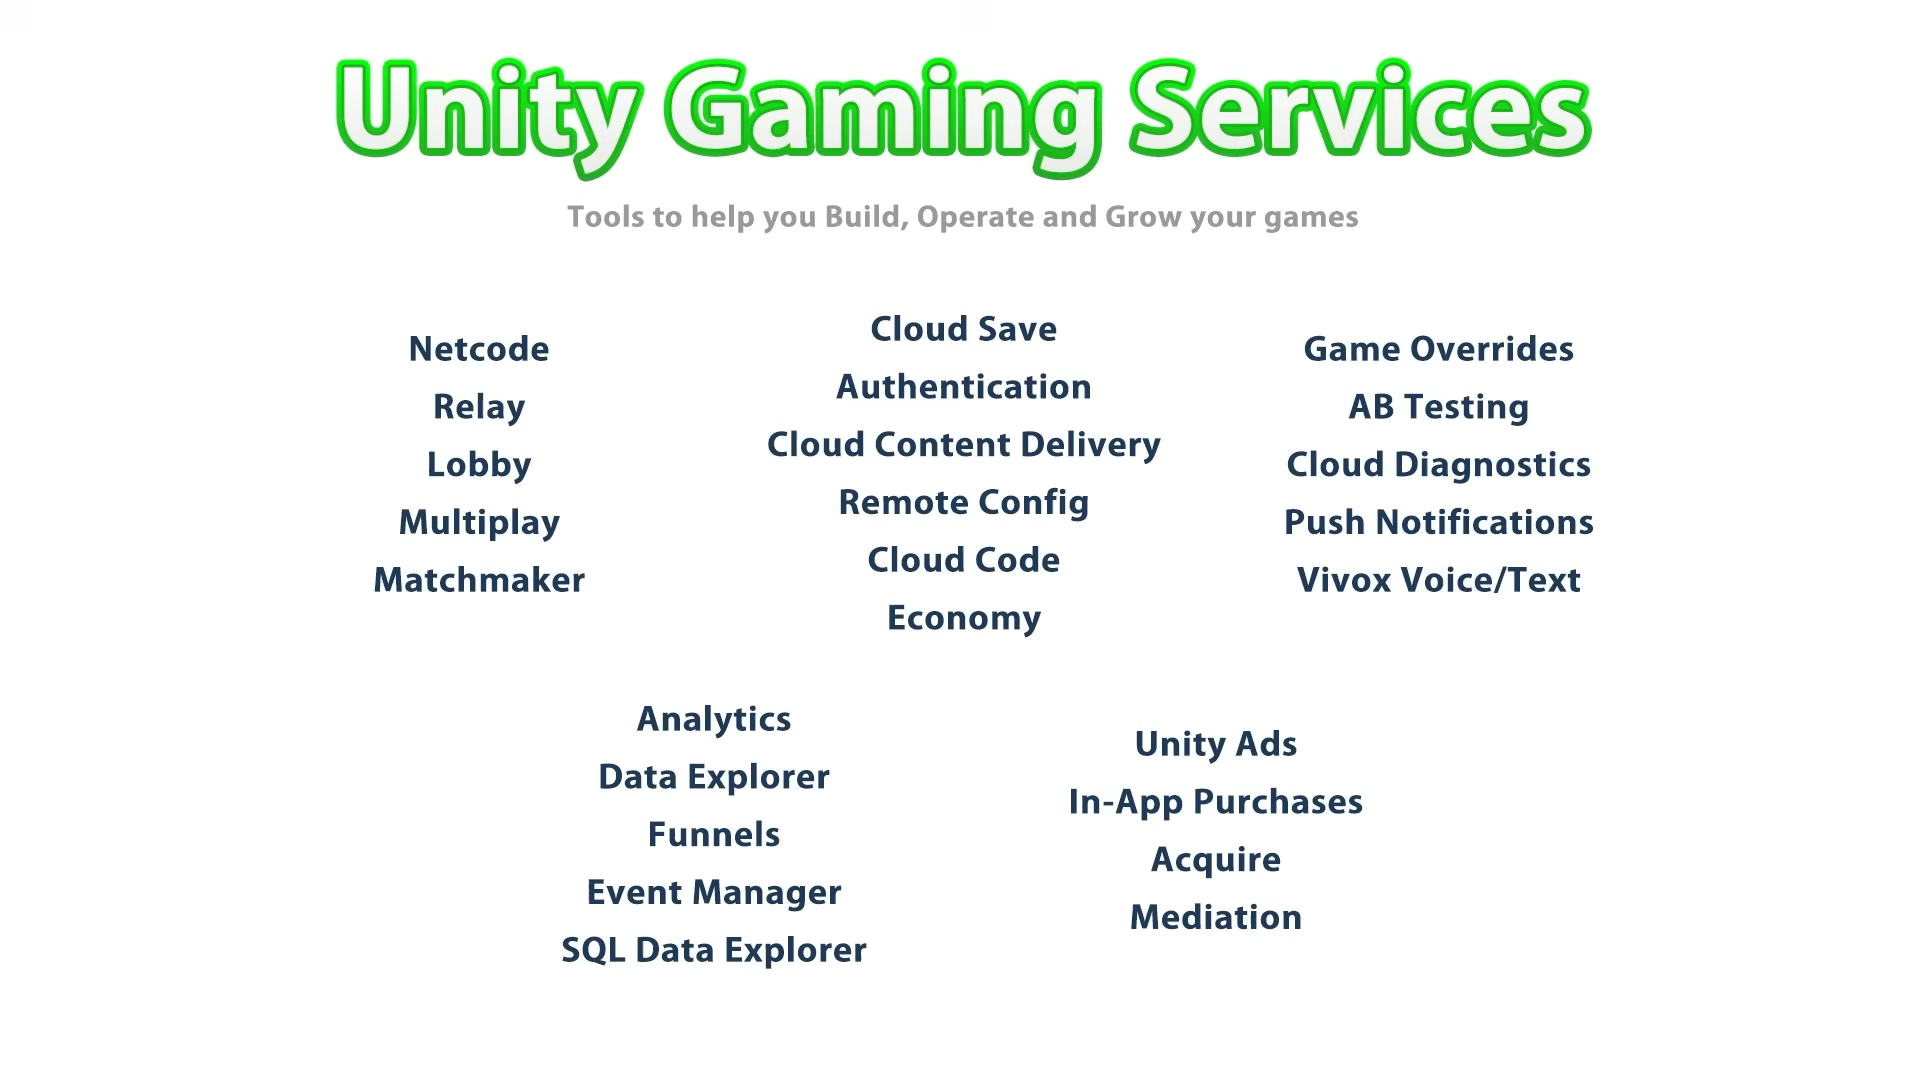 Unity Gaming Services
Tools to help you Build, Operate and Grow your games
Netcode
Relay
Lobby
Multiplay
Matchmaker
Cloud Save
Authentication
Cloud Content Delivery
Remote Config
Cloud Code
Economy
Game Overrides
AB Testing
Cloud Diagnostics
Push Notifications
Vivox Voice/Text
Analytics
Data Explorer
Funnels
Event Manager
SQL Data Explorer
Unity Ads
In-App Purchases
Acquire
Mediation